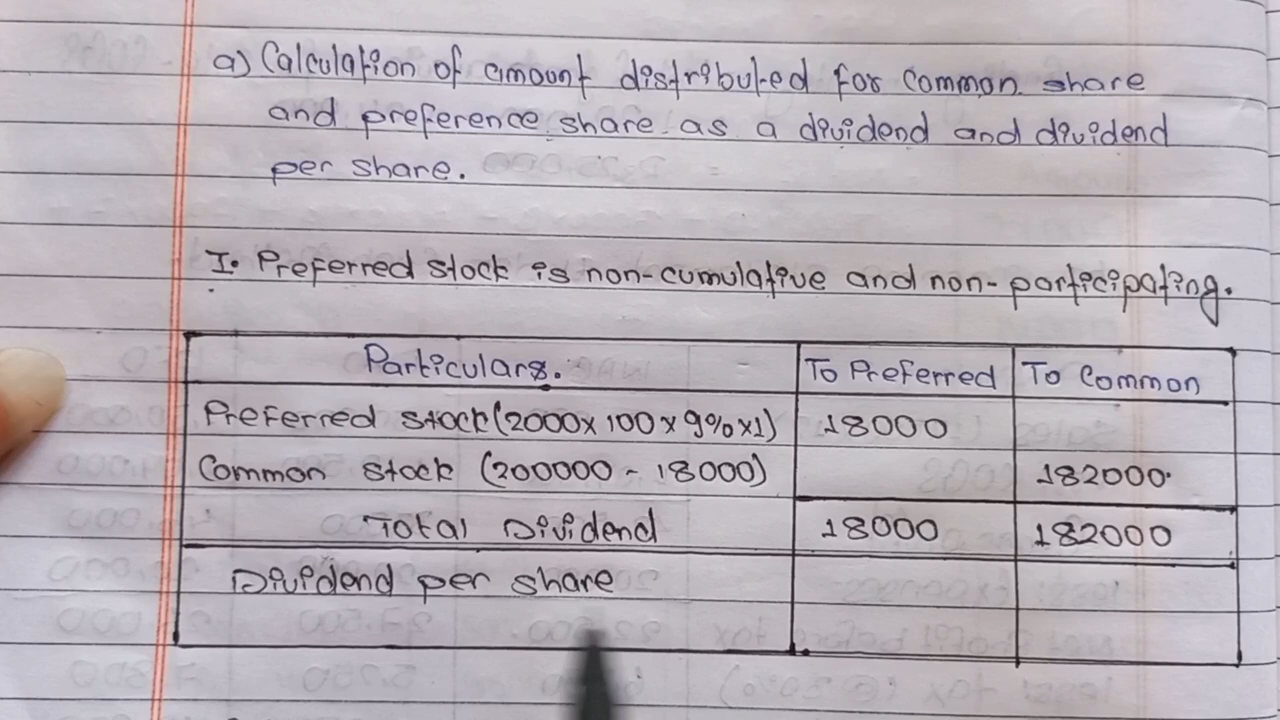 a) Calculation of amount distributed for common share
and preference share as a dividend and dividend
per share.
I. Preferred stock is non-cumulative and non-participating.
Particulars. To Preferred To Common
Preferred stock (2000x 100 x 9% x1) 18000
Common stock (200000 - 18000) 182000
Total Dividend 18000 182000
Dividend per share